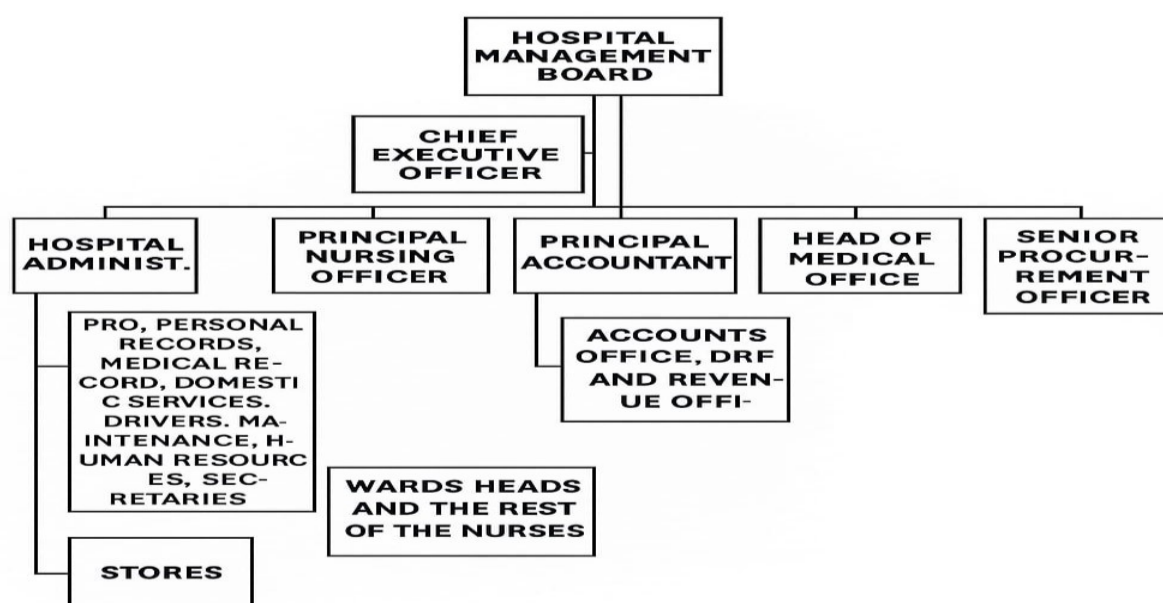 HOSPITAL
MANAGEMENT
BOARD
CHIEF
EXECUTIVE
OFFICER
HOSPITAL
ADMINIST.
PRINCIPAL
NURSING
OFFICER
PRINCIPAL
ACCOUNTANT
HEAD OF
MEDICAL
OFFICE
SENIOR
PROCUR-
REMENT
OFFICER
PRO, PERSONAL
RECORDS,
MEDICAL RE-
CORD, DOMESTI
C SERVICES.
DRIVERS. MA-
INTENANCE, H-
UMAN RESOURC
ES, SEC-
RETARIES
ACCOUNTS
OFFICE, DRF
AND REVEN-
UE OFFI-
WARDS HEADS
AND THE REST
OF THE NURSES
STORES